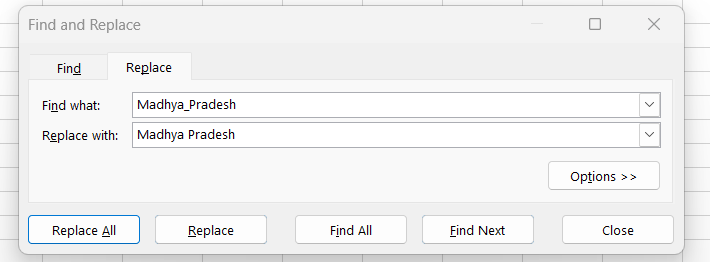 Find and Replace
Find
Replace
Find what:
Madhya_Pradesh
Replace with:
Madhya Pradesh
Options >>
Replace All
Replace
Find All
Find Next
Close